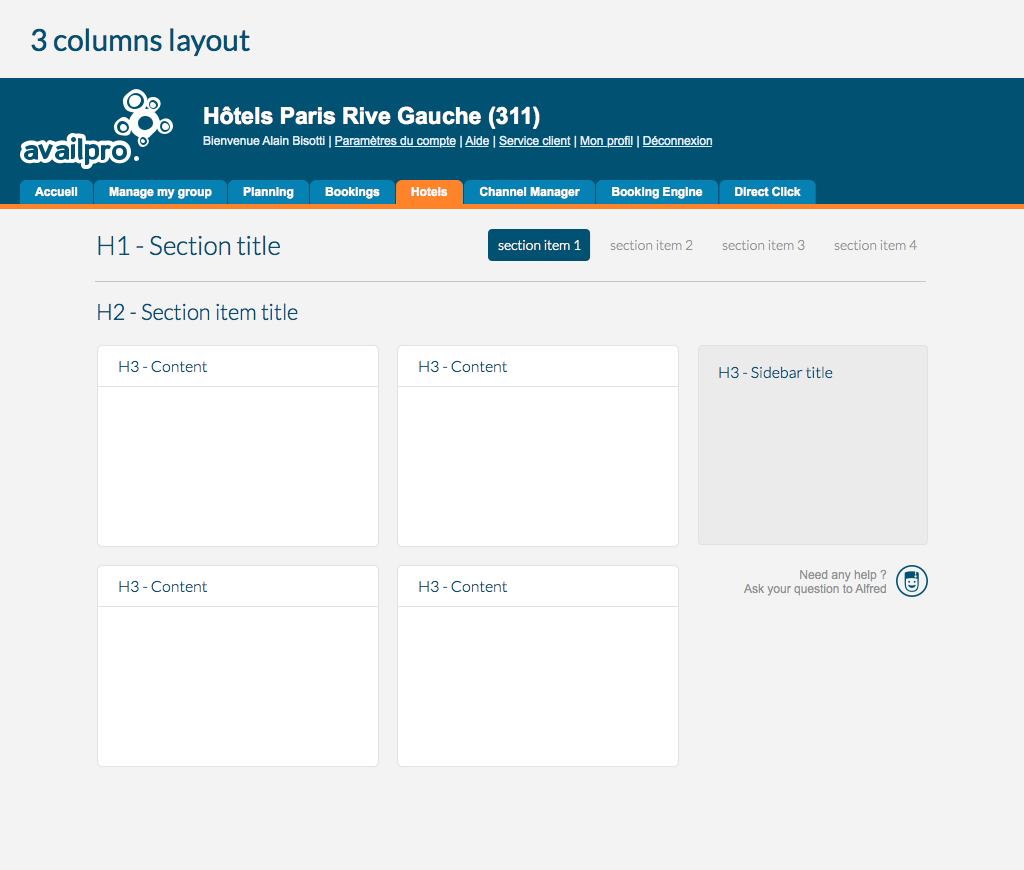 3 columns layout
availpro.
Hôtels Paris Rive Gauche (311)
Bienvenue Alain Bisotti | Paramètres du compte | Aide | Service client | Mon profil | Déconnexion
Accueil Manage my group Planning Bookings Hotels Channel Manager Booking Engine Direct Click
H1 - Section title
section item 1 section item 2 section item 3 section item 4
H2 - Section item title
H3 - Content
H3 - Content
H3 - Sidebar title
H3 - Content
H3 - Content
Need any help ?
Ask your question to Alfred